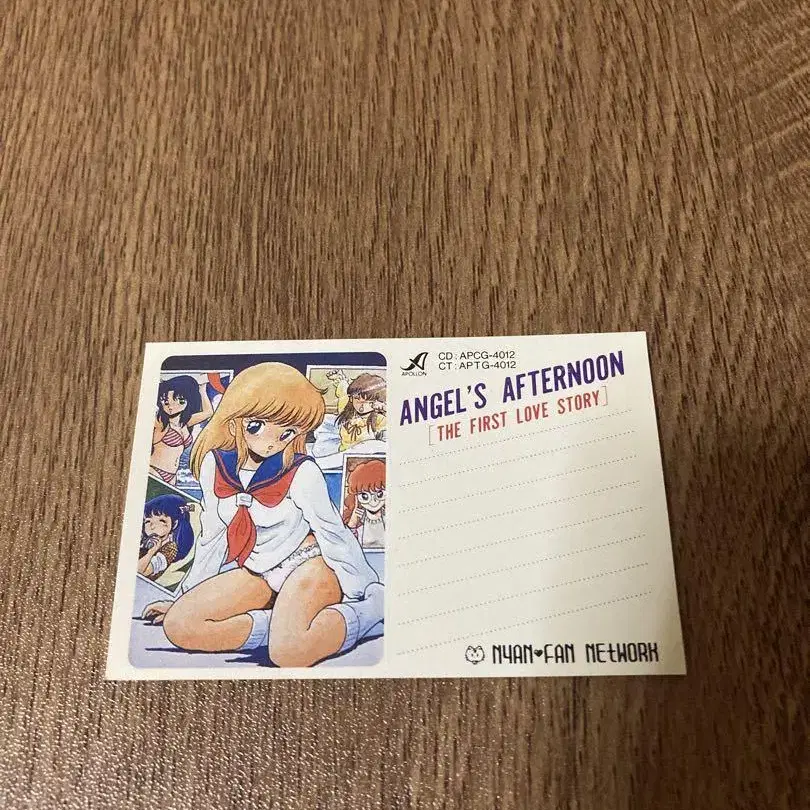 APOLLON
CD:APCG-4012
CT:APTG-4012
ANGEL'S AFTERNOON
[THE FIRST LOVE STORY]
NYAN♥FAN NETWORK